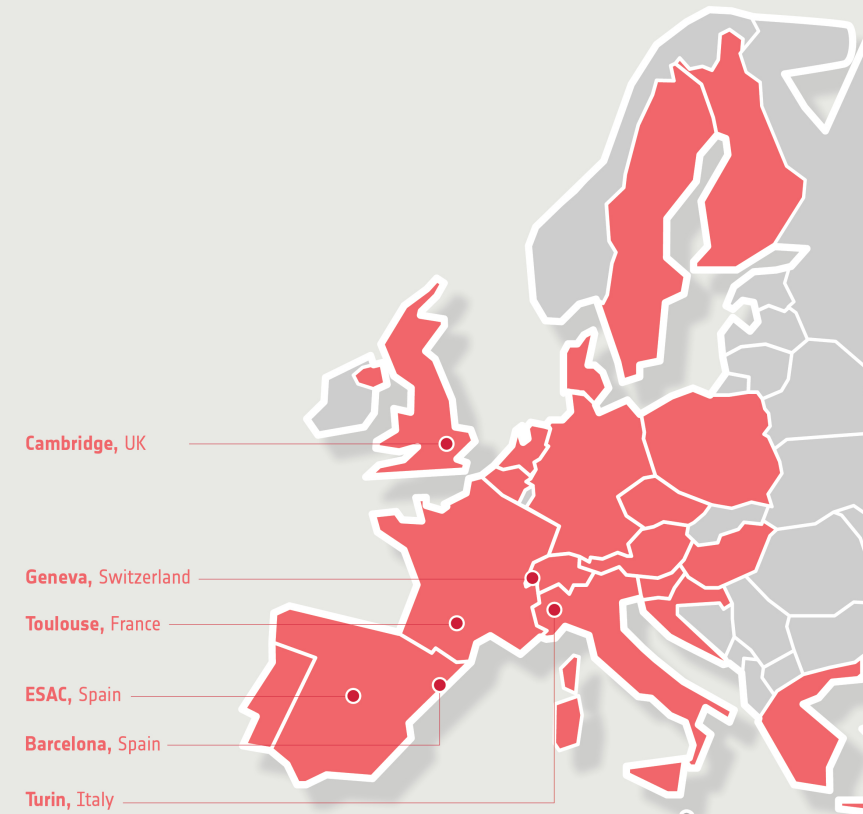 Cambridge, UK
Geneva, Switzerland
Toulouse, France
ESAC, Spain
Barcelona, Spain
Turin, Italy